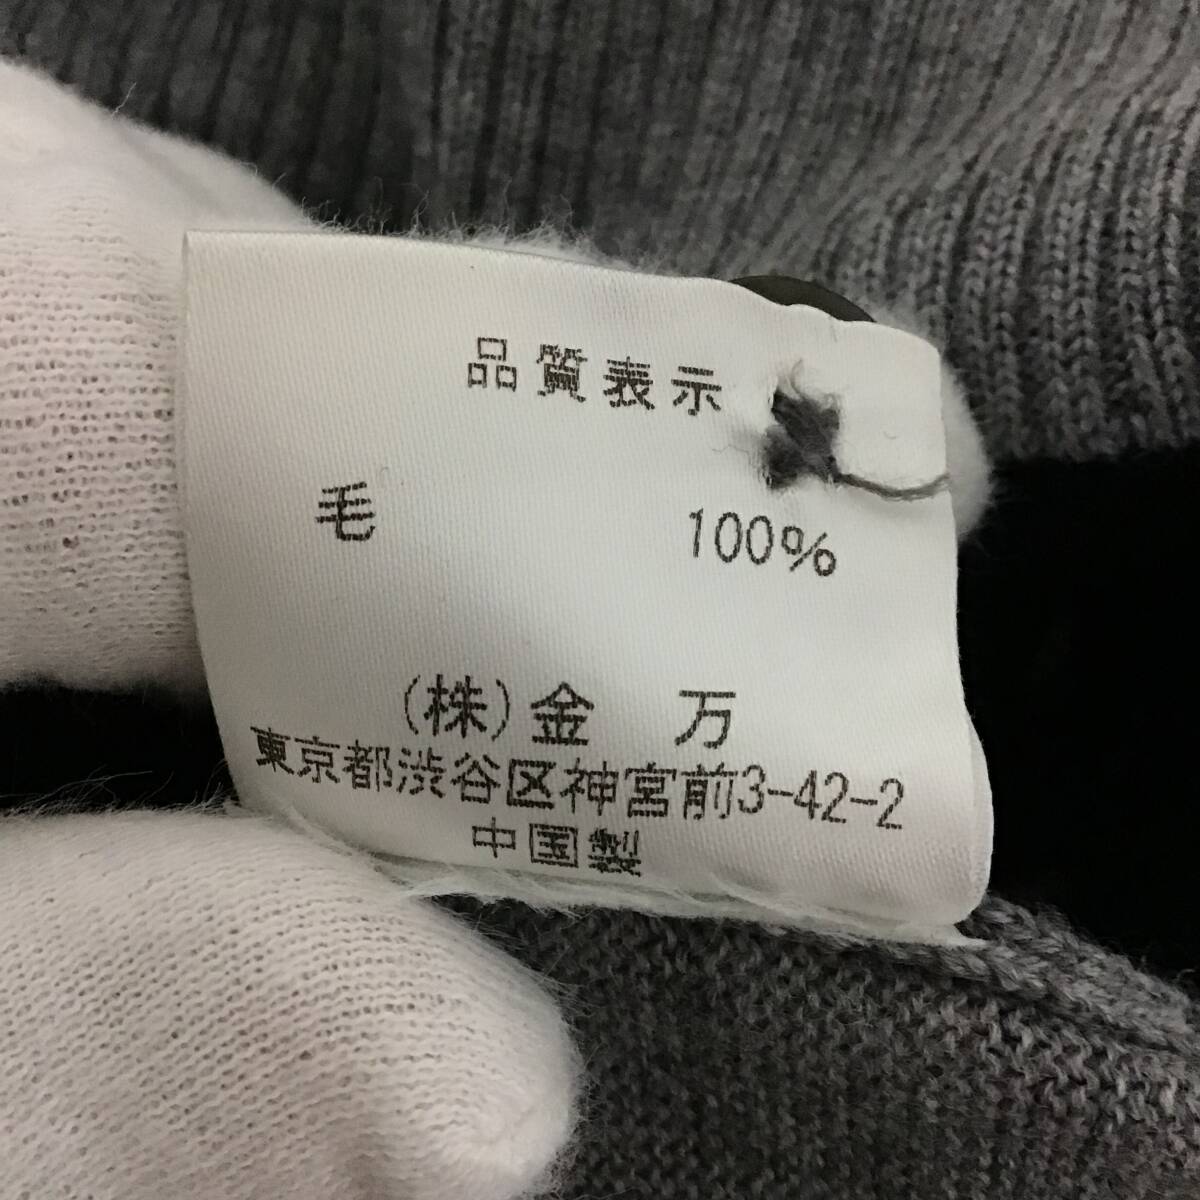 品質表示
毛 100%
(株)金 万
東京都渋谷区神宮前3-42-2
中国製